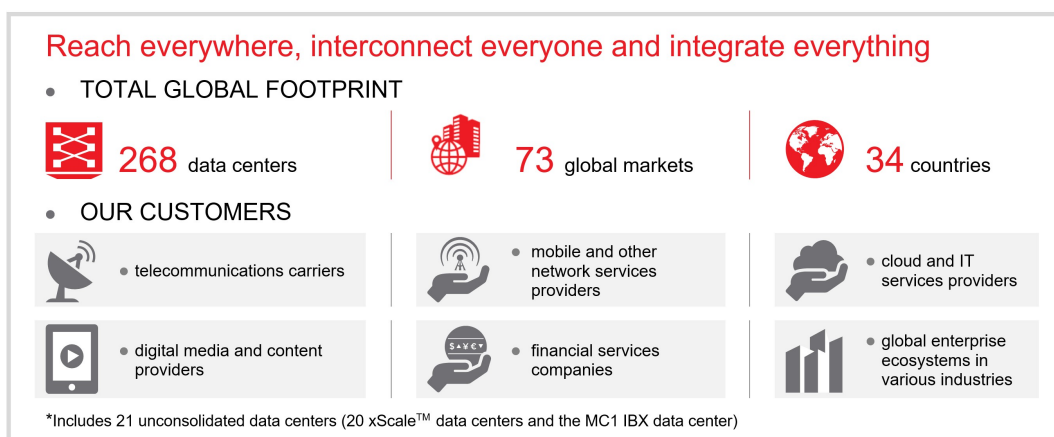 Reach everywhere, interconnect everyone and integrate everything
• TOTAL GLOBAL FOOTPRINT
268 data centers
73 global markets
34 countries
• OUR CUSTOMERS
• telecommunications carriers
• mobile and other
network services
providers
• cloud and IT
services providers
• digital media and content
providers
$▲¥€▼
• financial services
companies
• global enterprise
ecosystems in
various industries
*Includes 21 unconsolidated data centers (20 xScale™ data centers and the MC1 IBX data center)